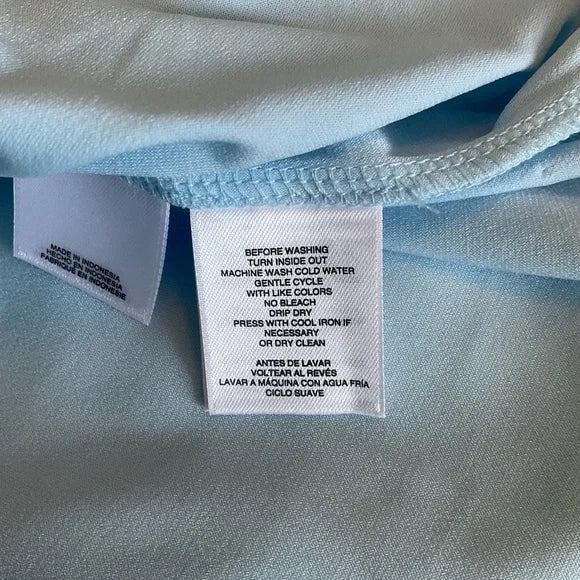 MADE IN INDONESIA
HECHO EN INDONESIA
FABRIQUÉ EN INDONESIE
BEFORE WASHING
TURN INSIDE OUT
MACHINE WASH COLD WATER
GENTLE CYCLE
WITH LIKE COLORS
NO BLEACH
DRIP DRY
PRESS WITH COOL IRON IF
NECESSARY
OR DRY CLEAN
ANTES DE LAVAR
VOLTEAR AL REVÉS
LAVAR A MÁQUINA CON AGUA FRÍA
CICLO SUAVE